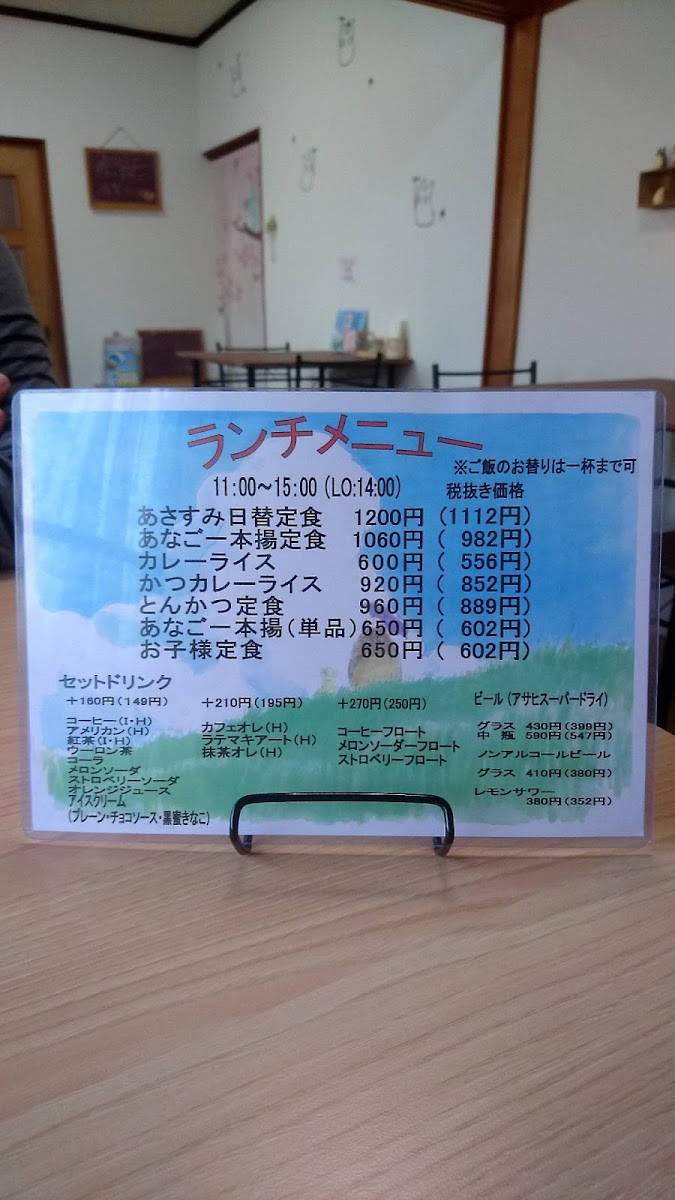 ランチメニュー
※ご飯のお替りは一杯まで可
11:00～15:00(LO:14:00) 税抜き価格
あさすみ日替定食 1200円(1112円)
あなご一本揚定食 1060円( 982円)
カレーライス 600円( 556円)
かつカレーライス 920円( 852円)
とんかつ定食 960円( 889円)
あなご一本揚(単品)650円( 602円)
お子様定食 650円( 602円)
セットドリンク
+160円(149円)
コーヒー(I・H)
アメリカン(H)
紅茶(I・H)
ウーロン茶
コーラ
メロンソーダ
ストロベリーソーダ
オレンジジュース
アイスクリーム
(プレーン・チョコソース・黒蜜きなこ)
+210円(195円)
カフェオレ(H)
ラテマキアート(H)
抹茶オレ(H)
+270円(250円)
コーヒーフロート
メロンソーダーフロート
ストロベリーフロート
ビール(アサヒスーパードライ)
グラス 430円(399円)
中 瓶 590円(547円)
ノンアルコールビール
グラス 410円(380円)
レモンサワー
380円(352円)